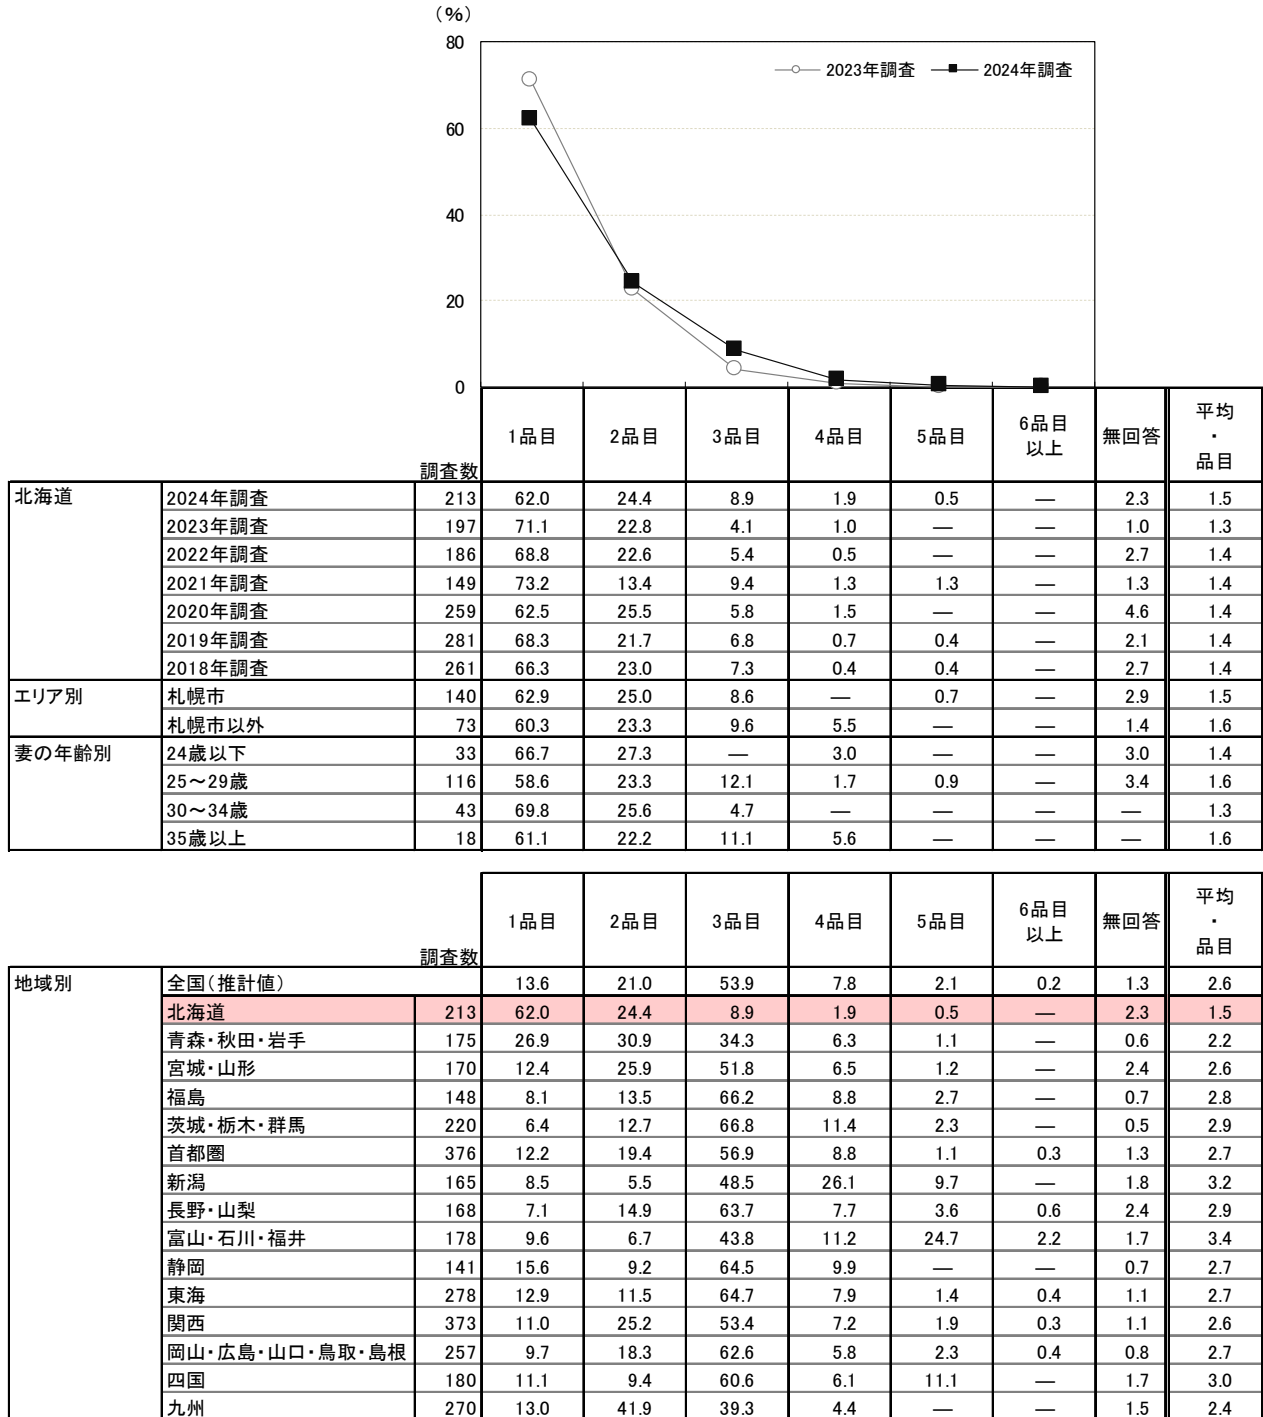 （%）
80
2023年調査 2024年調査
60
40
20
0
調査数 1品目 2品目 3品目 4品目 5品目 6品目以上 無回答 平均・品目
北海道 2024年調査 213 62.0 24.4 8.9 1.9 0.5 — 2.3 1.5
2023年調査 197 71.1 22.8 4.1 1.0 — — 1.0 1.3
2022年調査 186 68.8 22.6 5.4 0.5 — — 2.7 1.4
2021年調査 149 73.2 13.4 9.4 1.3 1.3 — 1.3 1.4
2020年調査 259 62.5 25.5 5.8 1.5 — — 4.6 1.4
2019年調査 281 68.3 21.7 6.8 0.7 0.4 — 2.1 1.4
2018年調査 261 66.3 23.0 7.3 0.4 0.4 — 2.7 1.4
エリア別 札幌市 140 62.9 25.0 8.6 — 0.7 — 2.9 1.5
札幌市以外 73 60.3 23.3 9.6 5.5 — — 1.4 1.6
妻の年齢別 24歳以下 33 66.7 27.3 — 3.0 — — 3.0 1.4
25～29歳 116 58.6 23.3 12.1 1.7 0.9 — 3.4 1.6
30～34歳 43 69.8 25.6 4.7 — — — — 1.3
35歳以上 18 61.1 22.2 11.1 5.6 — — — 1.6
調査数 1品目 2品目 3品目 4品目 5品目 6品目以上 無回答 平均・品目
地域別 全国（推計値） 13.6 21.0 53.9 7.8 2.1 0.2 1.3 2.6
北海道 213 62.0 24.4 8.9 1.9 0.5 — 2.3 1.5
青森・秋田・岩手 175 26.9 30.9 34.3 6.3 1.1 — 0.6 2.2
宮城・山形 170 12.4 25.9 51.8 6.5 1.2 — 2.4 2.6
福島 148 8.1 13.5 66.2 8.8 2.7 — 0.7 2.8
茨城・栃木・群馬 220 6.4 12.7 66.8 11.4 2.3 — 0.5 2.9
首都圏 376 12.2 19.4 56.9 8.8 1.1 0.3 1.3 2.7
新潟 165 8.5 5.5 48.5 26.1 9.7 — 1.8 3.2
長野・山梨 168 7.1 14.9 63.7 7.7 3.6 0.6 2.4 2.9
富山・石川・福井 178 9.6 6.7 43.8 11.2 24.7 2.2 1.7 3.4
静岡 141 15.6 9.2 64.5 9.9 — — 0.7 2.7
東海 278 12.9 11.5 64.7 7.9 1.4 0.4 1.1 2.7
関西 373 11.0 25.2 53.4 7.2 1.9 0.3 1.1 2.6
岡山・広島・山口・鳥取・島根 257 9.7 18.3 62.6 5.8 2.3 0.4 0.8 2.7
四国 180 11.1 9.4 60.6 6.1 11.1 — 1.7 3.0
九州 270 13.0 41.9 39.3 4.4 — — 1.5 2.4